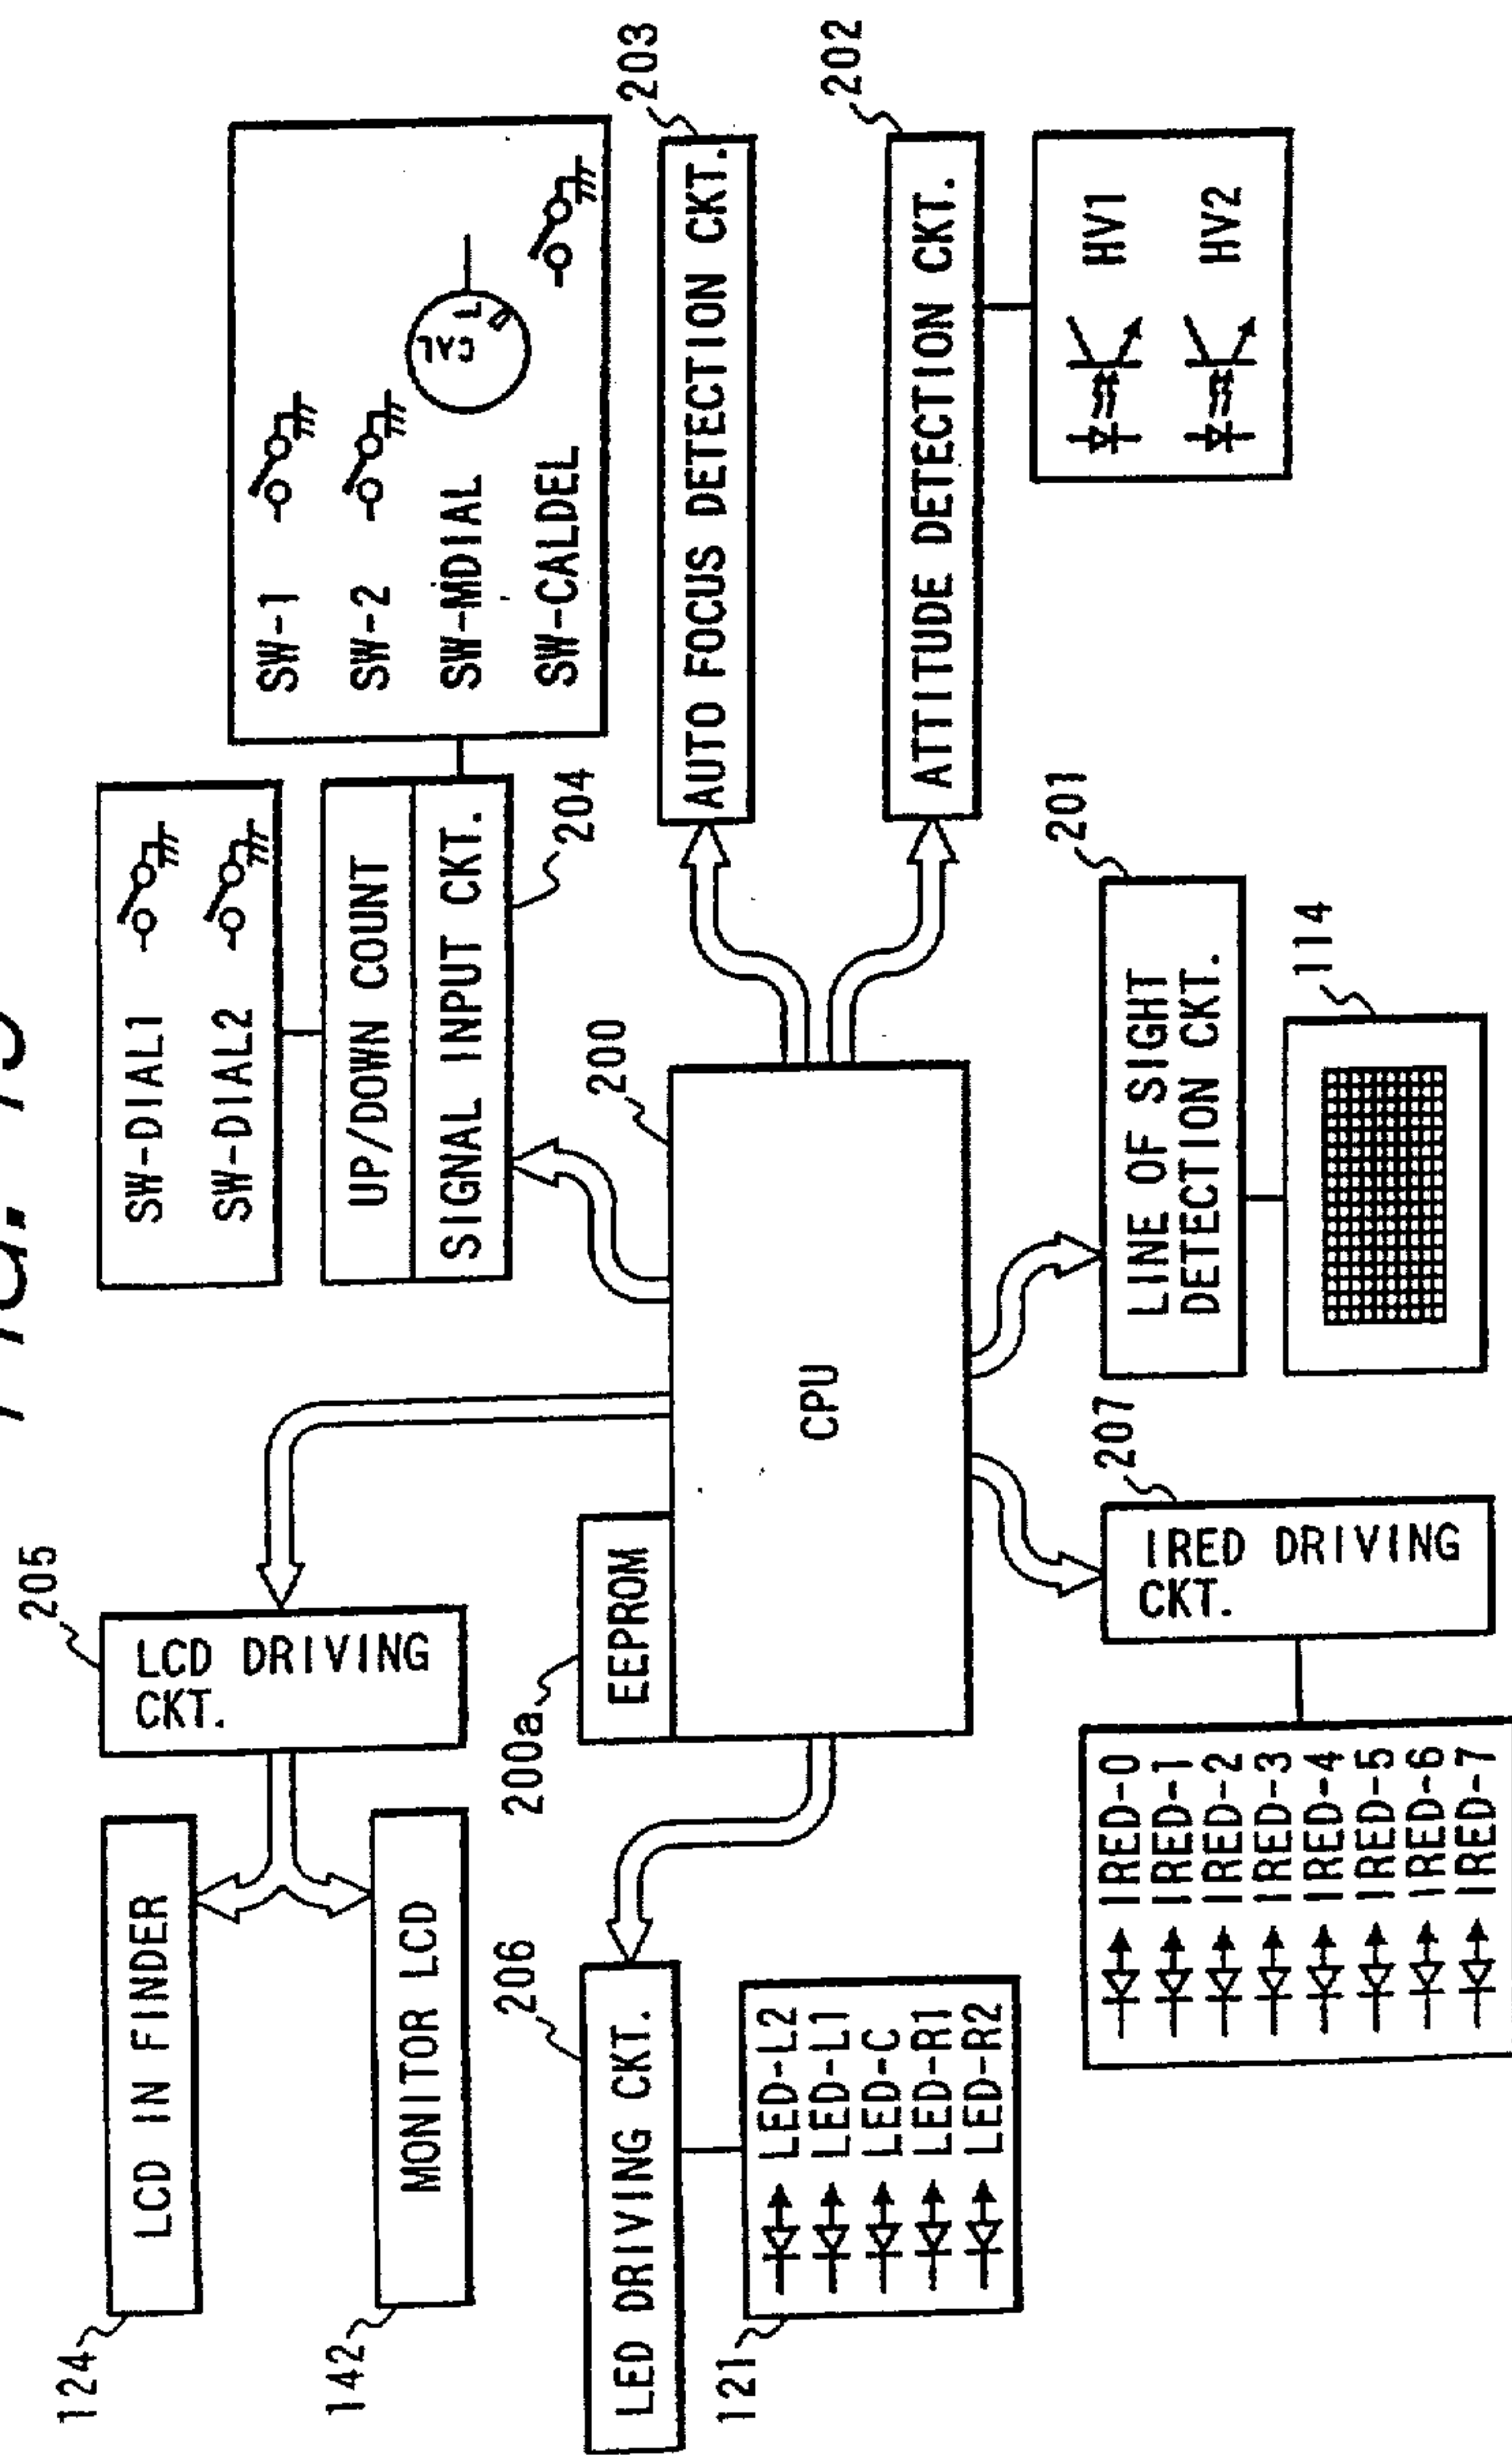 124
LCD IN FINDER
142
MONITOR LCD
205
LCD DRIVING
CKT.
SW-DIAL1
SW-DIAL2
UP/DOWN COUNT
SIGNAL INPUT CKT.
204
SW-1
SW-2
SW-MDIAL
CAL
SW-CALDEL
206
LED DRIVING CKT.
121
LED-L2
LED-L1
LED-C
LED-R1
LED-R2
200a
EEPROM
200
CPU
203
AUTO FOCUS DETECTION CKT.
202
ATTITUDE DETECTION CKT.
HV1
HV2
207
IRED DRIVING
CKT.
IRED-0
IRED-1
IRED-2
IRED-3
IRED-4
IRED-5
IRED-6
IRED-7
201
LINE OF SIGHT
DETECTION CKT.
114